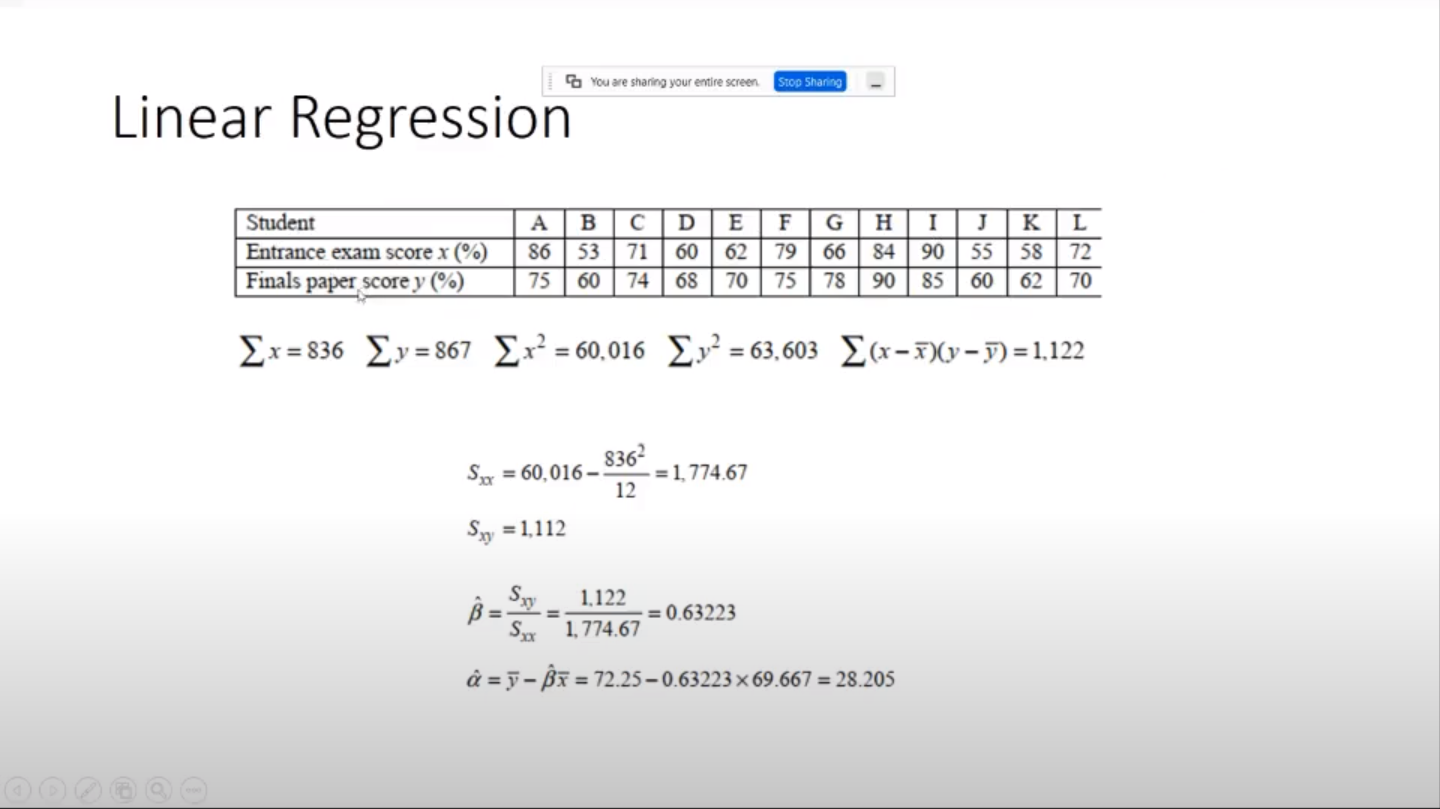 You are sharing your entire screen. Stop Sharing
Linear Regression
Student A B C D E F G H I J K L
Entrance exam score x (%) 86 53 71 60 62 79 66 84 90 55 58 72
Finals paper score y (%) 75 60 74 68 70 75 78 90 85 60 62 70
∑x = 836 ∑y = 867 ∑x² = 60,016 ∑y² = 63,603 ∑(x − x̄)(y − ȳ) = 1,122
Sxx = 60,016 − 836²/12 = 1,774.67
Sxy = 1,112
β̂ = Sxy/Sxx = 1,122/1,774.67 = 0.63223
α̂ = ȳ − β̂x̄ = 72.25 − 0.63223 × 69.667 = 28.205